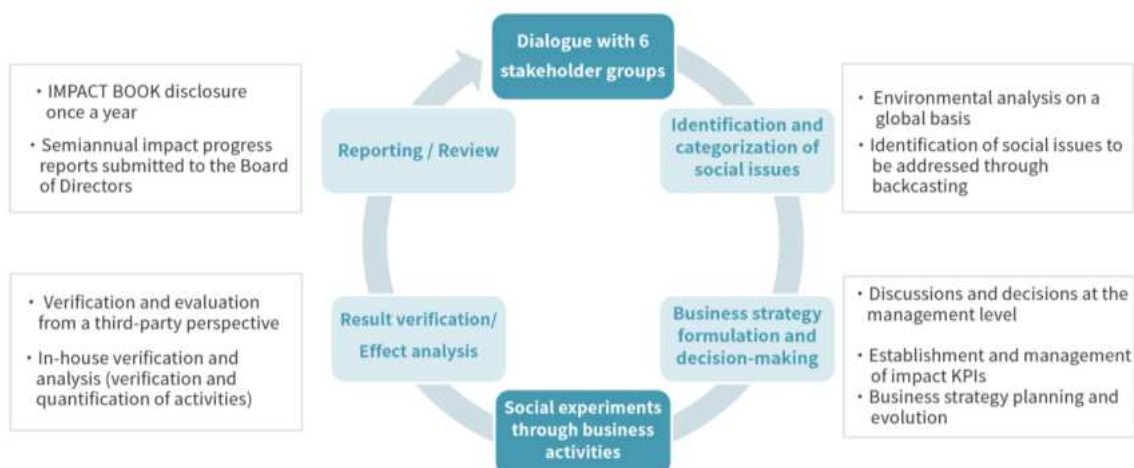 Dialogue with 6
stakeholder groups
・IMPACT BOOK disclosure
once a year
・Semiannual impact progress
reports submitted to the Board
of Directors
Reporting / Review
Identification and
categorization of
social issues
・Environmental analysis on a
global basis
・Identification of social issues to
be addressed through
backcasting
・Verification and evaluation
from a third-party perspective
・In-house verification and
analysis (verification and
quantification of activities)
Result verification/
Effect analysis
Business strategy
formulation and
decision-making
・Discussions and decisions at the
management level
・Establishment and management
of impact KPIs
・Business strategy planning and
evolution
Social experiments
through business
activities